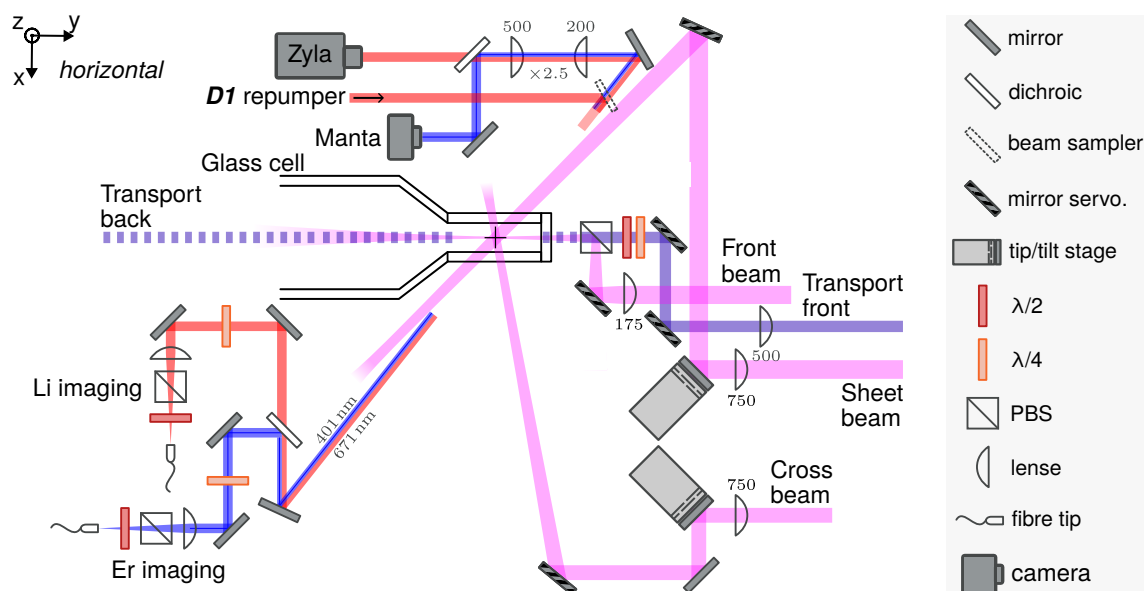 z
y
x
horizontal
Zyla
500
200
×2.5
D1 repumper
Manta
Glass cell
Transport
back
Front
beam
Transport
front
175
500
750
Sheet
beam
Li imaging
401 nm
671 nm
750
Cross
beam
Er imaging
mirror
dichroic
beam sampler
mirror servo.
tip/tilt stage
λ/2
λ/4
PBS
lense
fibre tip
camera